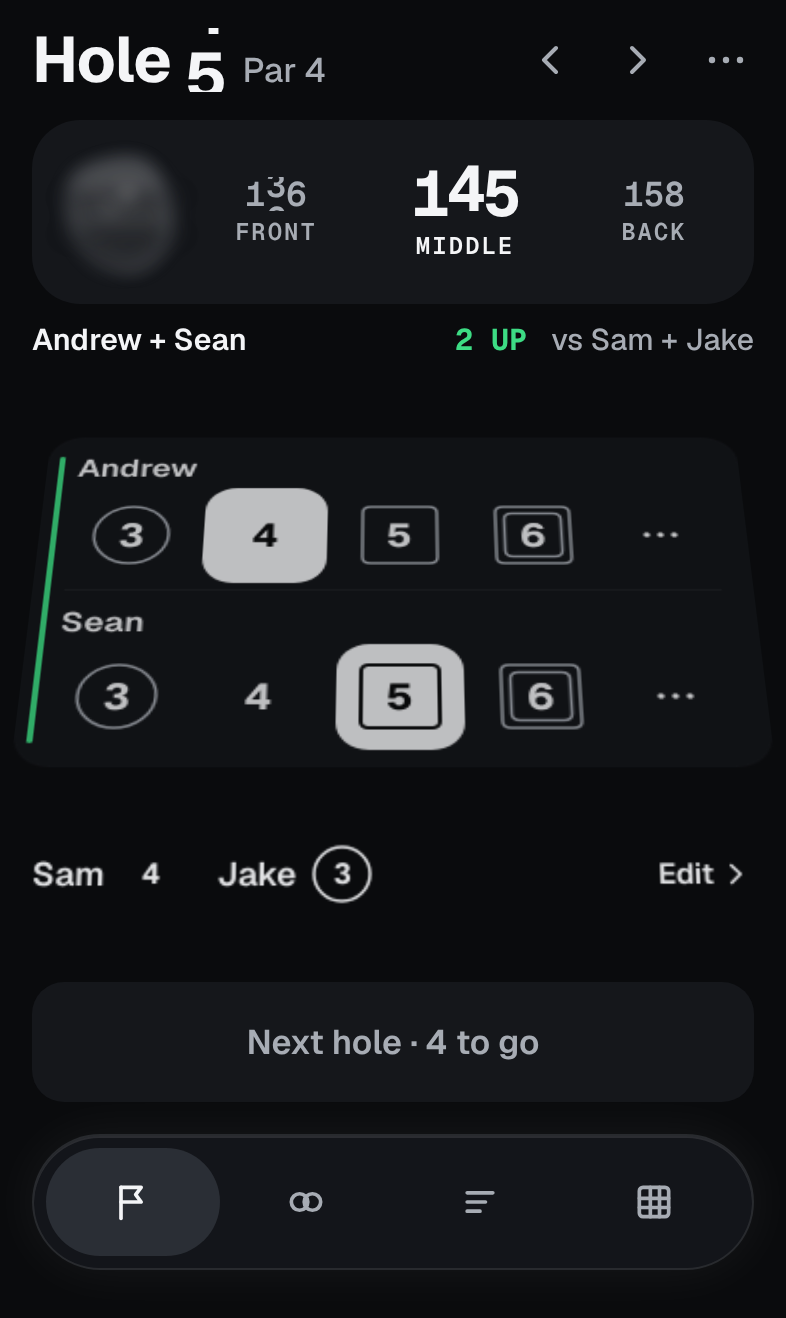 Hole 5 Par 4
136 145 158
FRONT MIDDLE BACK
Andrew + Sean 2 UP vs Sam + Jake
Andrew
3 4 5 6 ...
Sean
3 4 5 6 ...
Sam 4 Jake 3 Edit >
Next hole · 4 to go